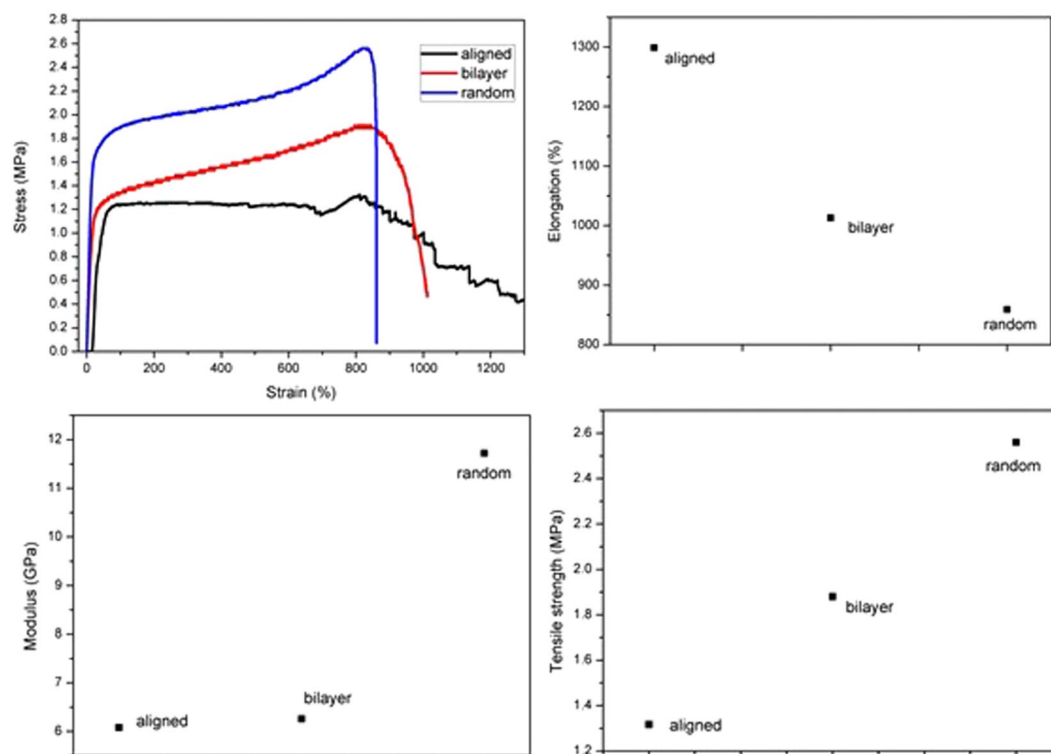 2.8
2.6
2.4
2.2
2.0
1.8
1.6
1.4
1.2
1.0
0.8
0.6
0.4
0.2
0.0
Stress (MPa)
aligned
bilayer
random
0
200
400
600
800
1000
1200
Strain (%)
1300
1200
1100
1000
900
800
Elongation (%)
aligned
bilayer
random
12
11
10
9
8
7
6
Modulus (GPa)
random
bilayer
aligned
2.6
2.4
2.2
2.0
1.8
1.6
1.4
1.2
Tensile strength (MPa)
random
bilayer
aligned